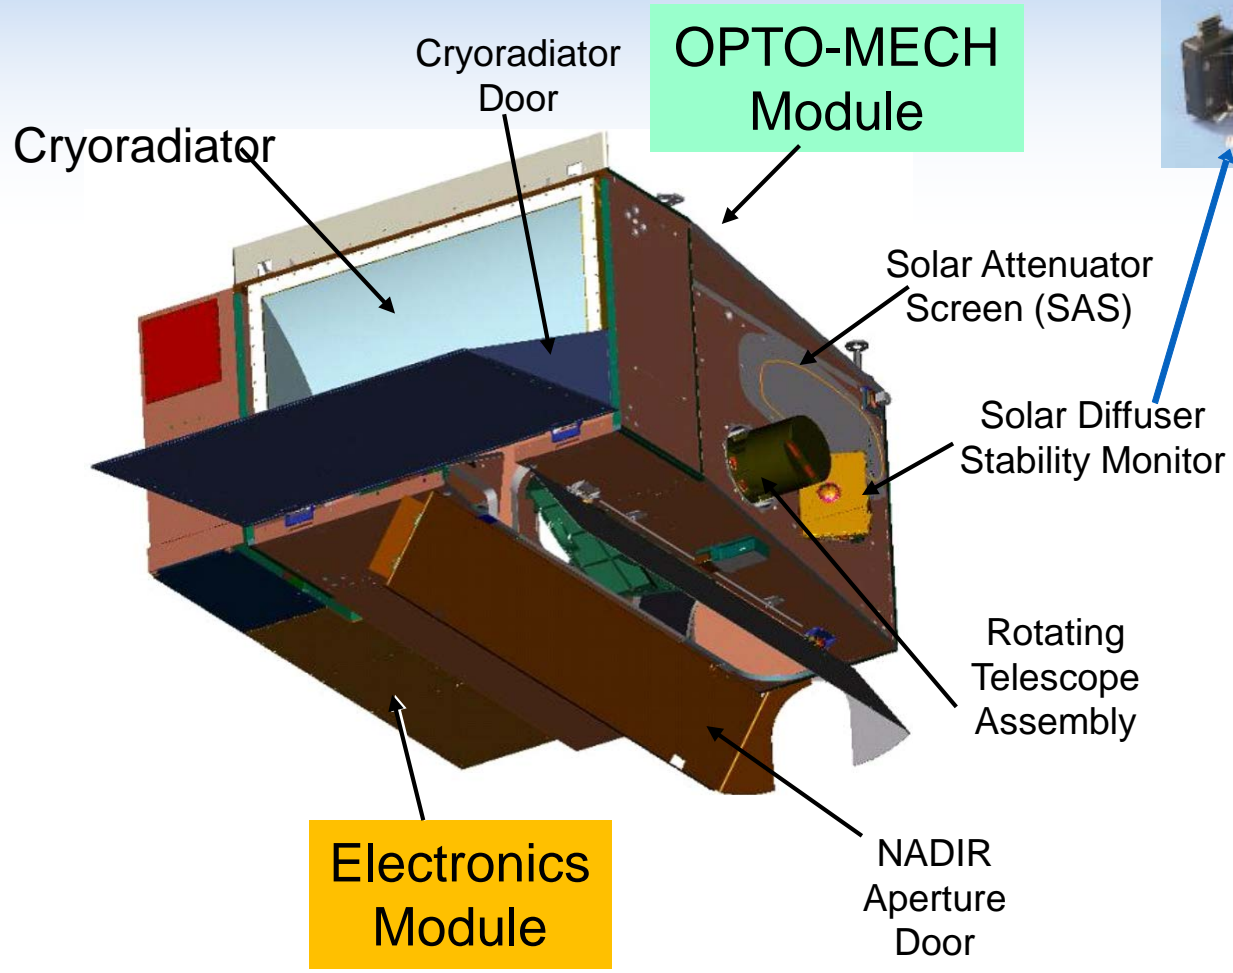 Cryoradiator
Door
OPTO-MECH
Module
Cryoradiator
Solar Attenuator
Screen (SAS)
Solar Diffuser
Stability Monitor
Rotating
Telescope
Assembly
Electronics
Module
NADIR
Aperture
Door